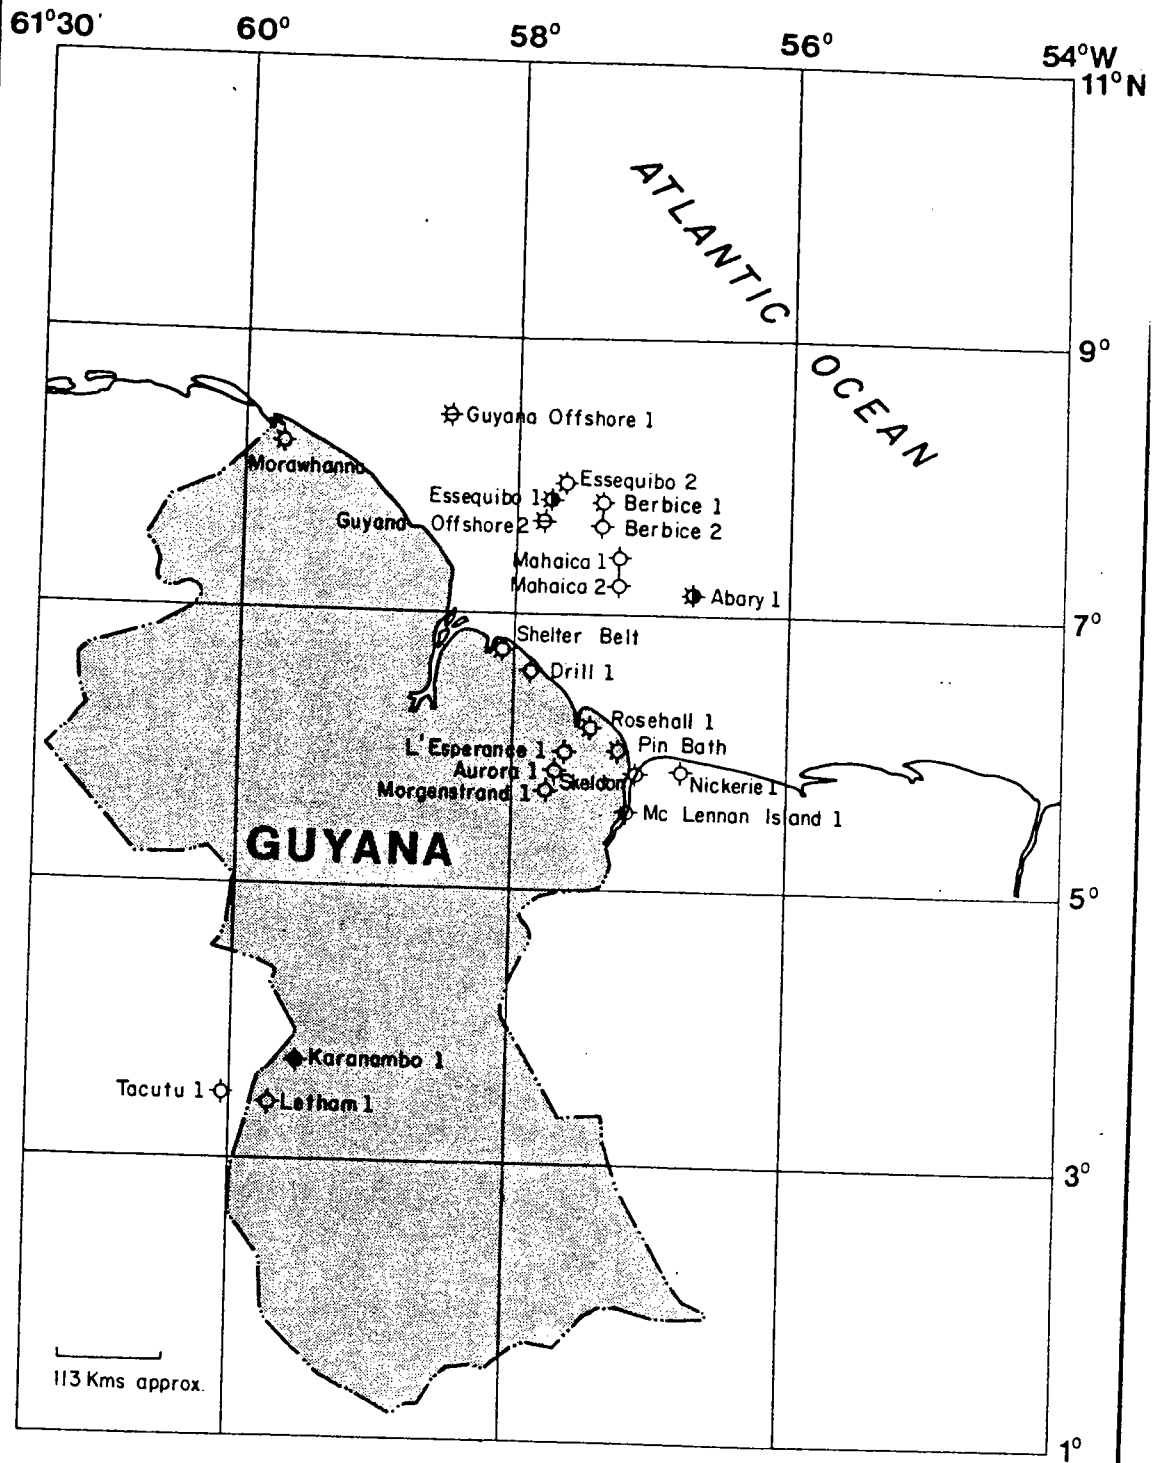 61°30' 60° 58° 56° 54°W
11°N
ATLANTIC
OCEAN
9°
Guyana Offshore 1
Morawhanna
Essequibo 2
Essequibo 1
Berbice 1
Guyana Offshore 2
Berbice 2
Mahaica 1
Mahaica 2
Abary 1
7°
Shelter Belt
Drill 1
Rosehall 1
L'Esperance 1
Pin Bath
Aurora 1
Skeldon
Nickerie 1
Morgenstrand 1
Mc Lennan Island 1
GUYANA
5°
Karanambo 1
Tacutu 1
Letham 1
3°
113 Kms approx.
1°